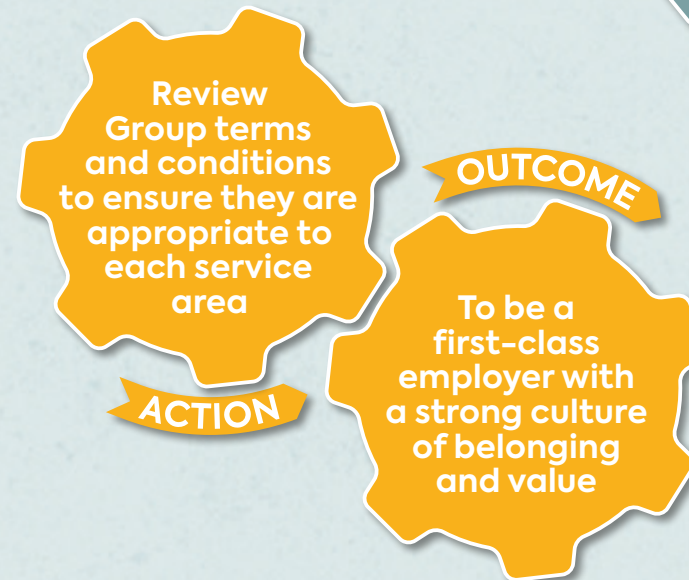 Review
Group terms
and conditions
to ensure they are
appropriate to
each service
area
ACTION
OUTCOME
To be a
first-class
employer with
a strong culture
of belonging
and value